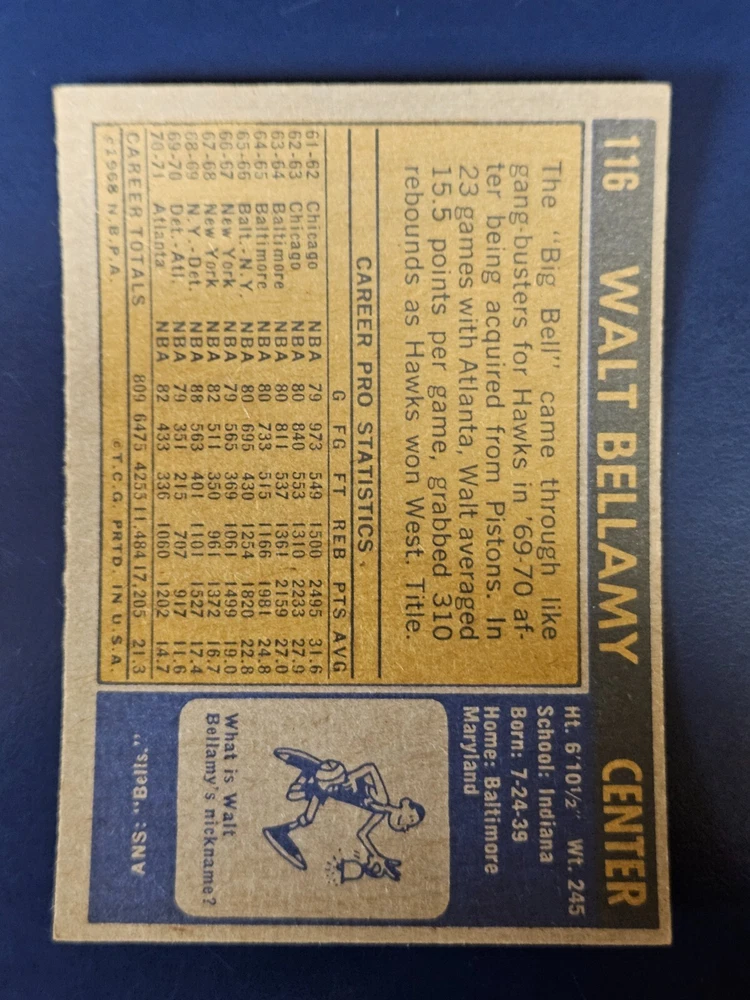 116 WALT BELLAMY CENTER
The "Big Bell" came through like
gang-busters for Hawks in '69-70 af-
ter being acquired from Pistons. In
23 games with Atlanta, Walt averaged
15.5 points per game, grabbed 310
rebounds as Hawks won West. Title.
CAREER PRO STATISTICS
G FG FT REB PTS AVG
61-62 Chicago NBA 79 973 549 1500 2495 31.6
62-63 Chicago NBA 80 840 553 1310 2233 27.9
63-64 Baltimore NBA 80 811 537 1361 2159 27.0
64-65 Baltimore NBA 80 733 515 1166 1981 24.8
65-66 Balt.-N.Y. NBA 80 695 430 1254 1820 22.8
66-67 New York NBA 79 565 369 1061 1499 19.0
67-68 New York NBA 82 511 350 961 1372 16.7
68-69 N.Y.-Det. NBA 88 563 401 1101 1527 17.4
69-70 Det.-Atl. NBA 79 351 215 707 917 11.6
70-71 Atlanta NBA 82 433 336 1060 1202 14.7
CAREER TOTALS 809 6475 4255 11,484 17,205 21.3
©1968 N.B.P.A. ©T.C.G. PRTD. IN U.S.A.
Ht. 6'10½" Wt. 245
School: Indiana
Born: 7-24-39
Home: Baltimore
Maryland
What is Walt
Bellamy's nickname?
ANS: "Bells."